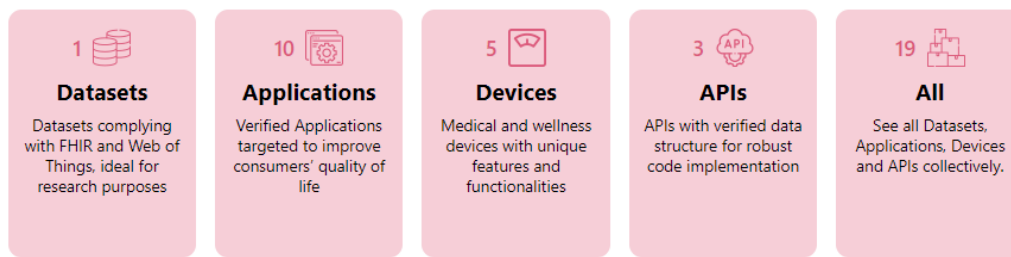 1
Datasets
Datasets complying
with FHIR and Web of
Things, ideal for
research purposes
10
Applications
Verified Applications
targeted to improve
consumers' quality of
life
5
Devices
Medical and wellness
devices with unique
features and
functionalities
3
API
APIs
APIs with verified data
structure for robust
code implementation
19
All
See all Datasets,
Applications, Devices
and APIs collectively.